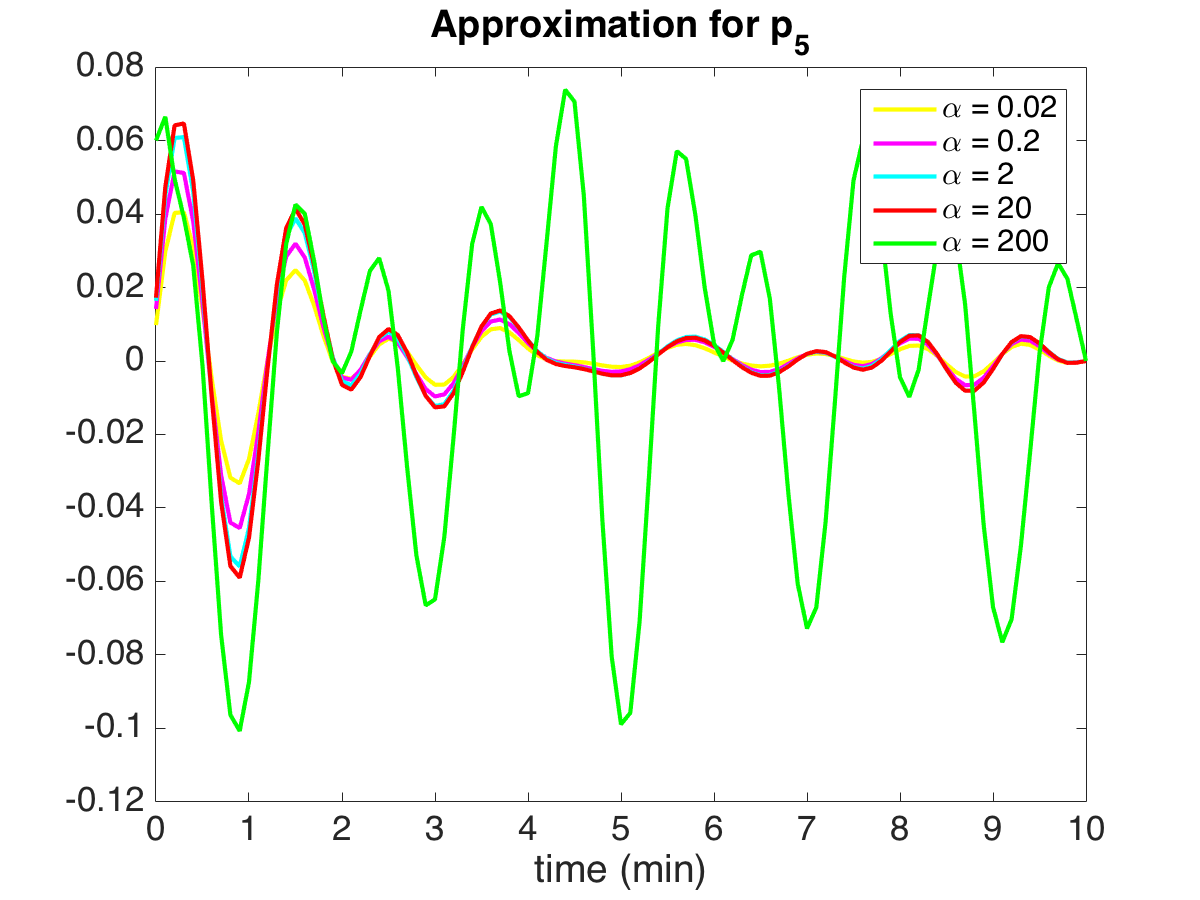 Approximation for p5
0.08
0.06
0.04
0.02
0
-0.02
-0.04
-0.06
-0.08
-0.1
-0.12
α = 0.02
α = 0.2
α = 2
α = 20
α = 200
0 1 2 3 4 5 6 7 8 9 10
time (min)